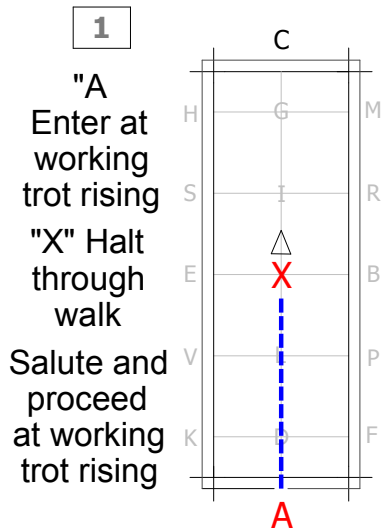 1
"A
Enter at
working
trot rising
"X" Halt
through
walk
Salute and
proceed
at working
trot rising
C
H G M
S I R
E X B
V L P
K D F
A